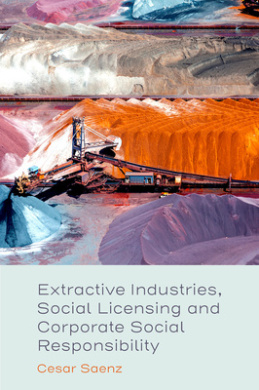 Extractive Industries,
Social Licensing and
Corporate Social
Responsibility
Cesar Saenz